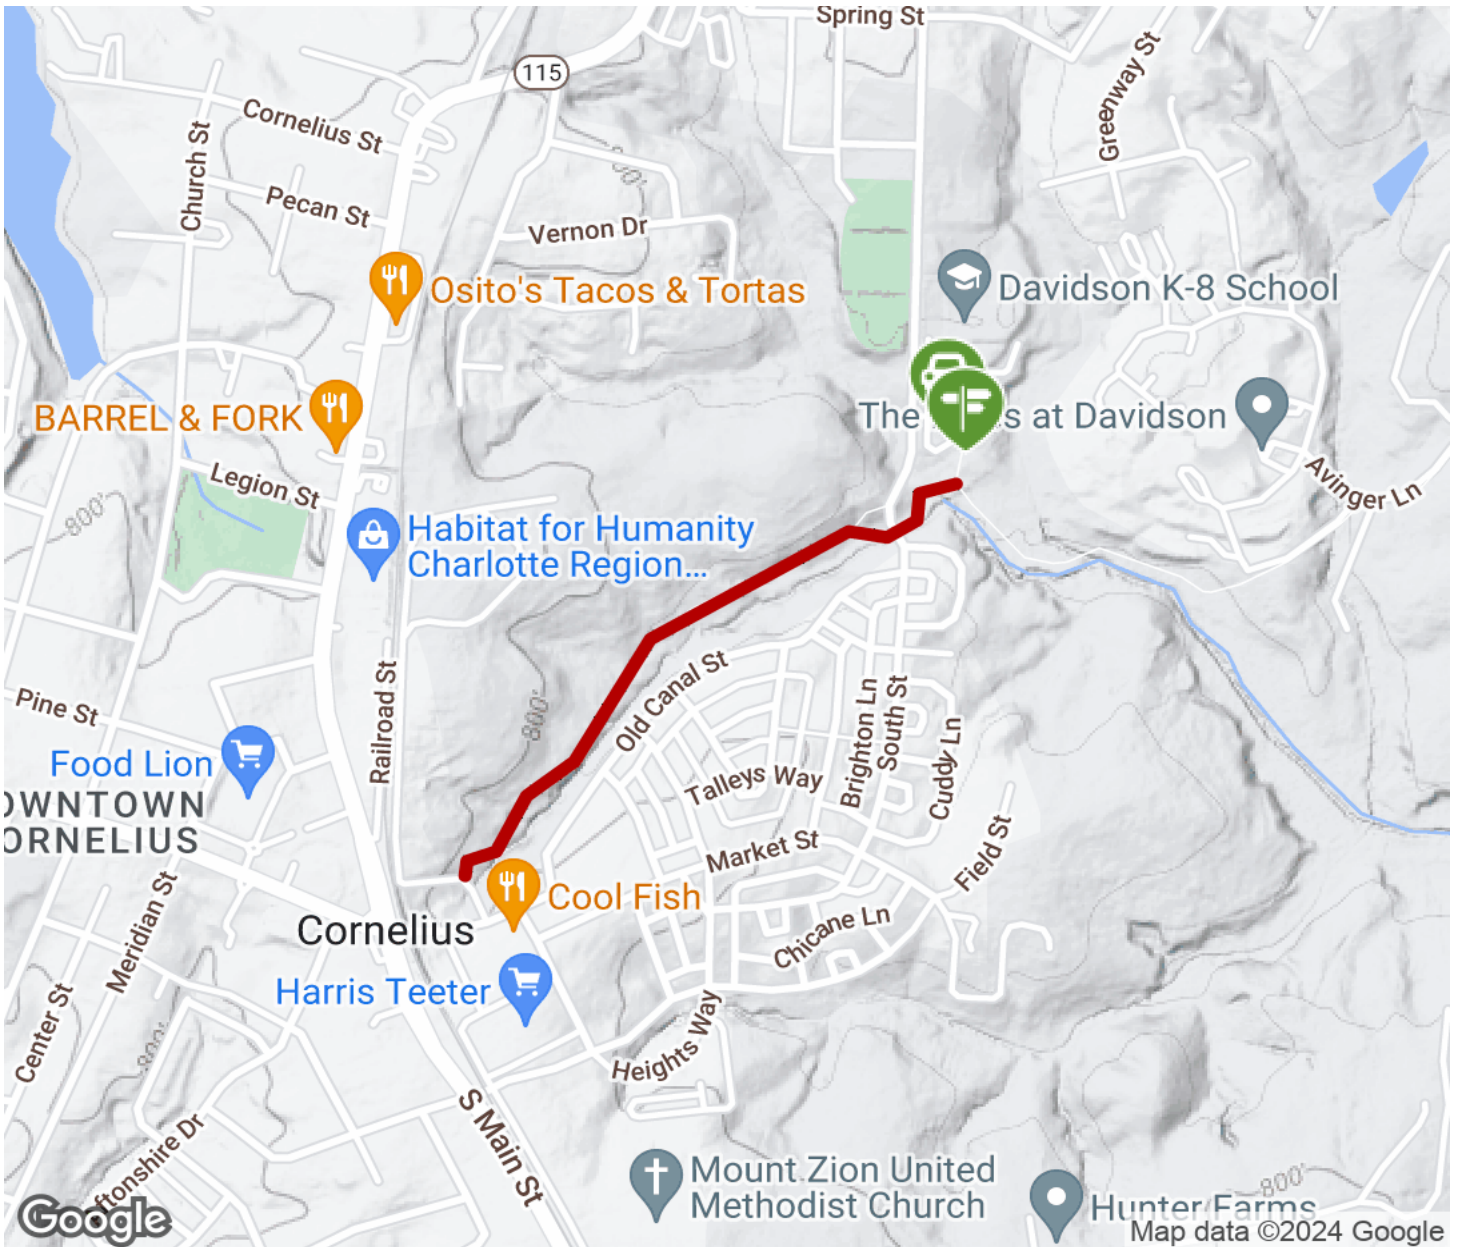 Spring St
115
Greenway St
Cornelius St
Church St
800'
Pecan St
Vernon Dr
Osito's Tacos & Tortas
Davidson K-8 School
BARREL & FORK
The
s at Davidson
Legion St
Avinger Ln
800'
Habitat for Humanity
Charlotte Region...
Railroad St
Old Canal St
Pine St
800'
Brighton Ln
South St
Cuddy Ln
Food Lion
OWNTOWN
ORNELIUS
Talleys Way
Market St
Field St
Meridian St
Cool Fish
Cornelius
Chicane Ln
Harris Teeter
Center St
800'
Heights Way
S Main St
ftonshire Dr
Mount Zion United
Methodist Church
Hunter Farms
800'
Google
Map data ©2024 Google